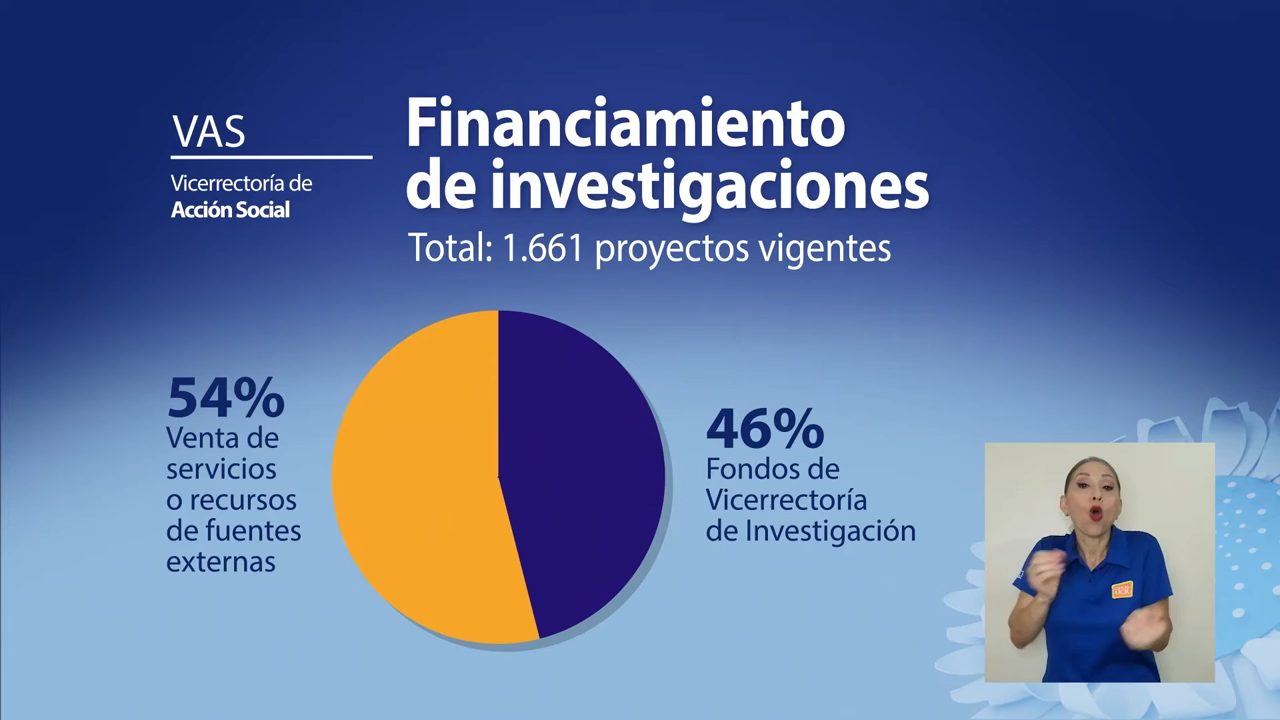 VAS
Vicerrectoría de
Acción Social
Financiamiento
de investigaciones
Total: 1.661 proyectos vigentes
54%
Venta de
servicios
o recursos
de fuentes
externas
46%
Fondos de
Vicerrectoría
de Investigación